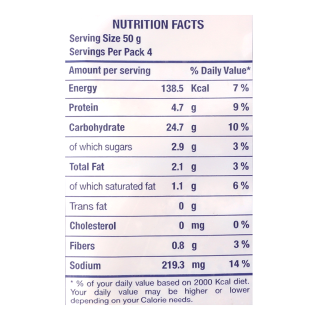 NUTRITION FACTS
Serving Size 50 g
Servings Per Pack 4
Amount per serving % Daily Value*
Energy 138.5 Kcal 7 %
Protein 4.7 g 9 %
Carbohydrate 24.7 g 10 %
of which sugars 2.9 g 3 %
Total Fat 2.1 g 3 %
of which saturated fat 1.1 g 6 %
Trans fat 0 g
Cholesterol 0 mg 0 %
Fibers 0.8 g 3 %
Sodium 219.3 mg 14 %
* % of your daily value based on 2000 Kcal diet.
Your daily value may be higher or lower
depending on your Calorie needs.